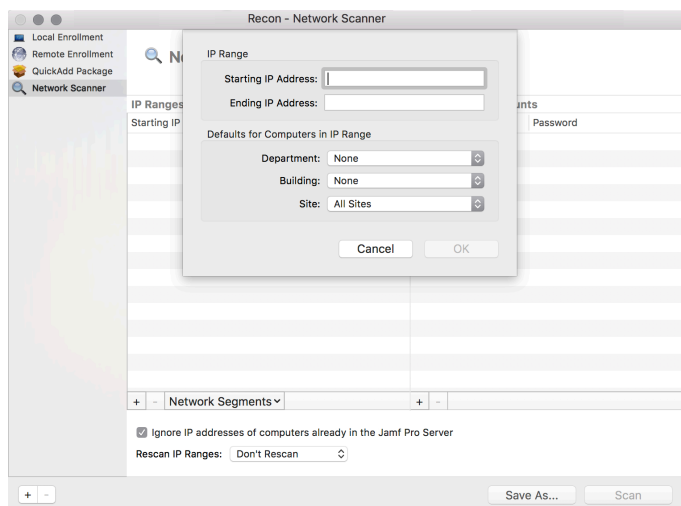 Recon - Network Scanner
Local Enrollment
Remote Enrollment
QuickAdd Package
Network Scanner
IP Range
Starting IP Address:
Ending IP Address:
Defaults for Computers in IP Range
Department: None
Building: None
Site: All Sites
Cancel OK
IP Ranges
Starting IP Password
+ - Network Segments + -
Ignore IP addresses of computers already in the Jamf Pro Server
Rescan IP Ranges: Don't Rescan
+ - Save As... Scan